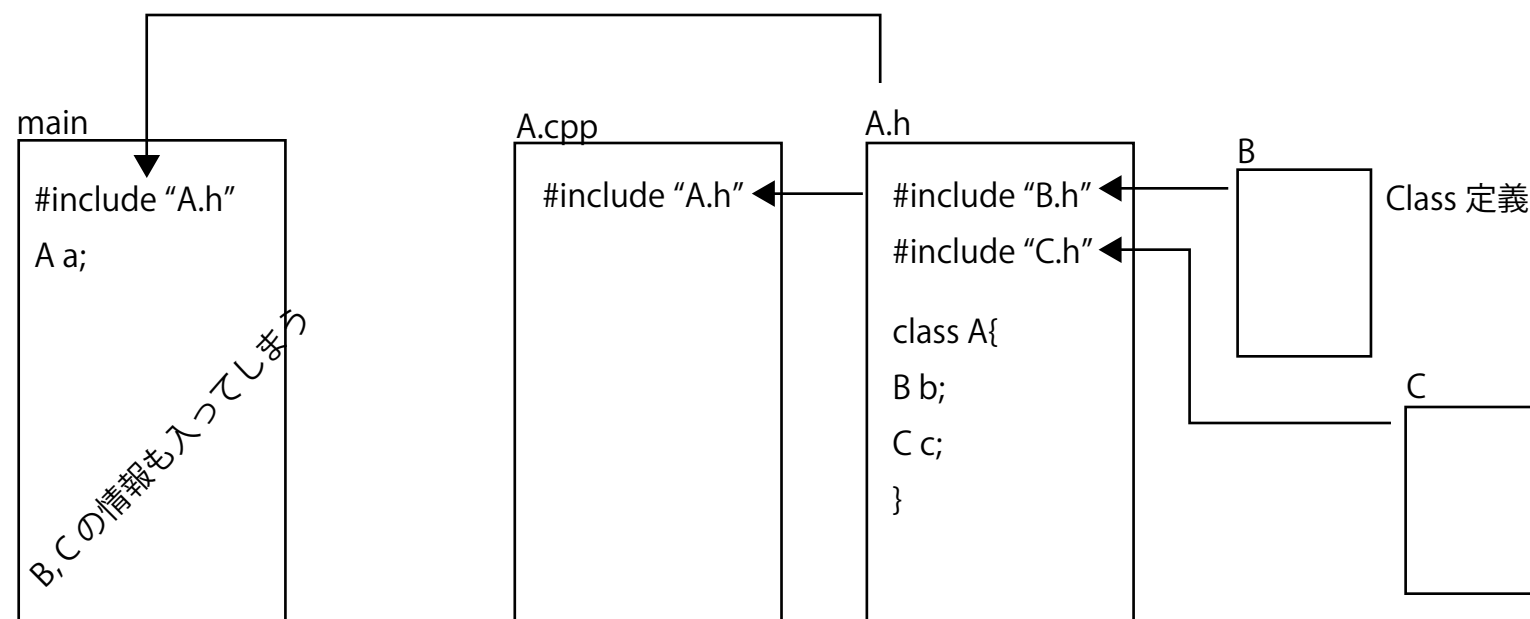 main
#include “A.h”
A a;
B, C の情報も入ってしまう
A.cpp
#include “A.h”
A.h
#include “B.h”
#include “C.h”
class A{
B b;
C c;
}
B
Class 定義
C